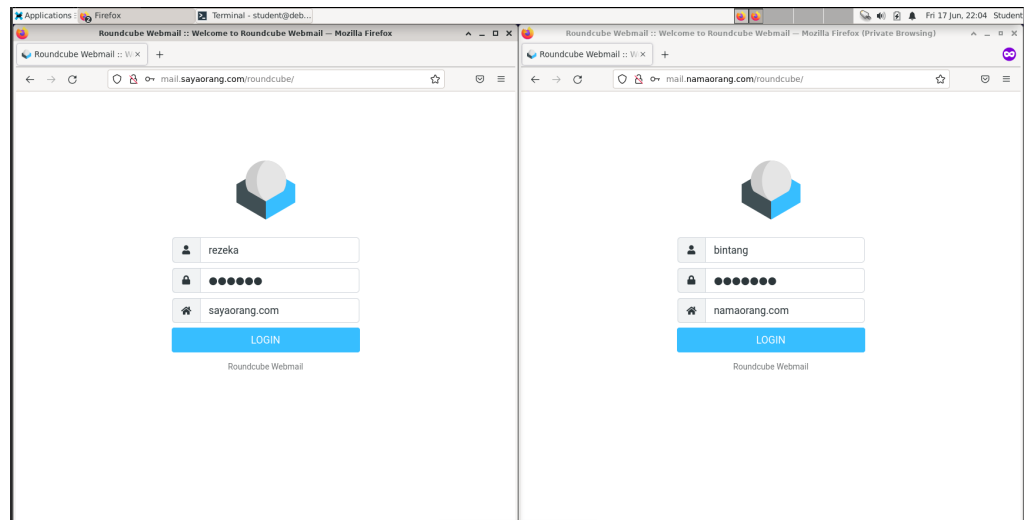 Applications
Firefox
Terminal - student@deb...
Fri 17 Jun, 22:04 Student
Roundcube Webmail :: Welcome to Roundcube Webmail — Mozilla Firefox
Roundcube Webmail :: W
mail.sayaorang.com/roundcube/
rezeka
●●●●●●
sayaorang.com
LOGIN
Roundcube Webmail
Roundcube Webmail :: Welcome to Roundcube Webmail — Mozilla Firefox (Private Browsing)
Roundcube Webmail :: W
mail.namaorang.com/roundcube/
bintang
●●●●●●●
namaorang.com
LOGIN
Roundcube Webmail